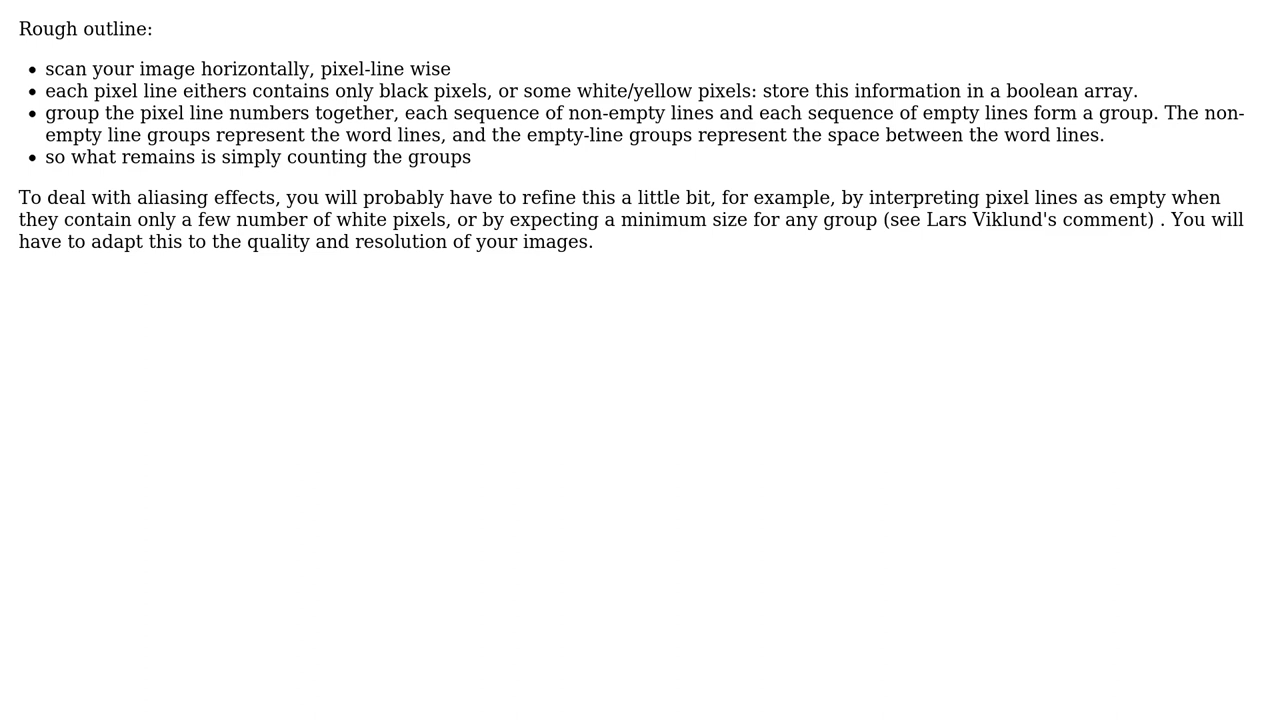 Rough outline:
• scan your image horizontally, pixel-line wise
• each pixel line eithers contains only black pixels, or some white/yellow pixels: store this information in a boolean array.
• group the pixel line numbers together, each sequence of non-empty lines and each sequence of empty lines form a group. The non-
empty line groups represent the word lines, and the empty-line groups represent the space between the word lines.
• so what remains is simply counting the groups
To deal with aliasing effects, you will probably have to refine this a little bit, for example, by interpreting pixel lines as empty when
they contain only a few number of white pixels, or by expecting a minimum size for any group (see Lars Viklund's comment) . You will
have to adapt this to the quality and resolution of your images.